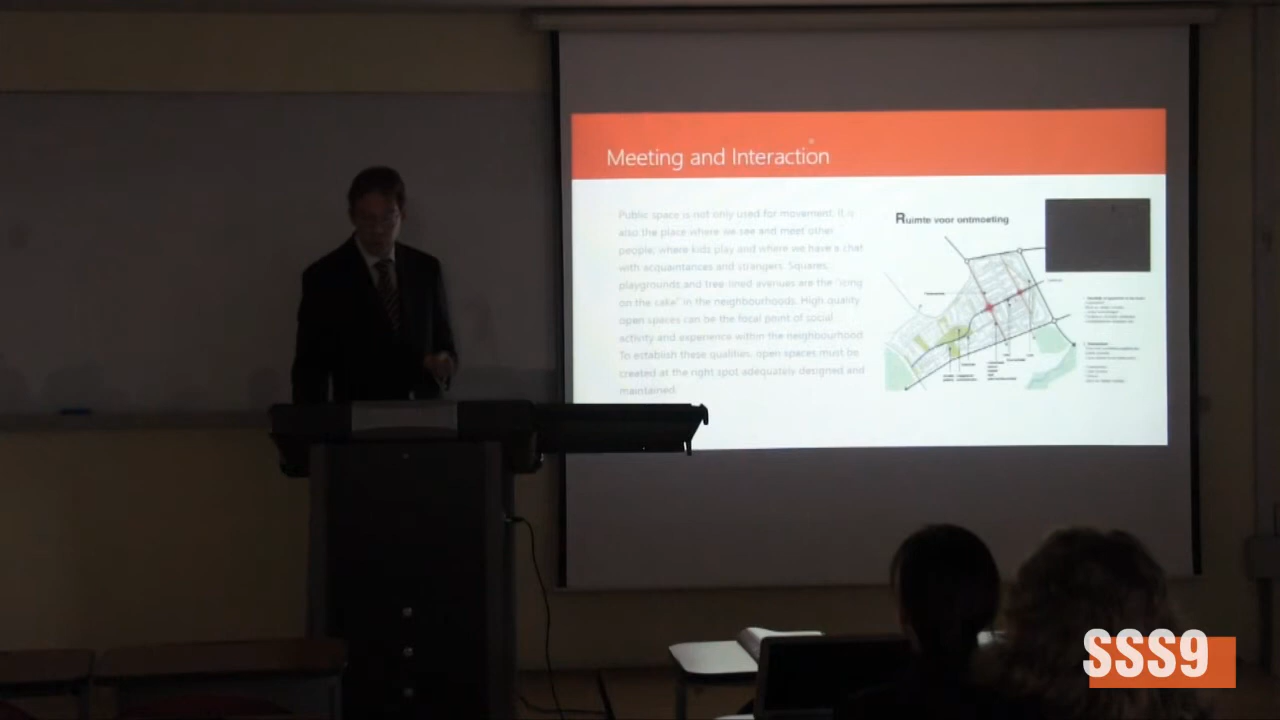 Meeting and Interaction
Public space is not only used for movement. It is
also the place where we see and meet other
people; where kids play and where we have a chat
with acquaintances and strangers. Squares,
playgrounds and tree-lined avenues are the "icing
on the cake" in the neighbourhoods. High quality
open spaces can be the focal point of social
activity and experience within the neighbourhood
To establish these qualities, open spaces must be
created at the right spot adequately designed and
maintained.
Ruimte voor ontmoeting
SSS9